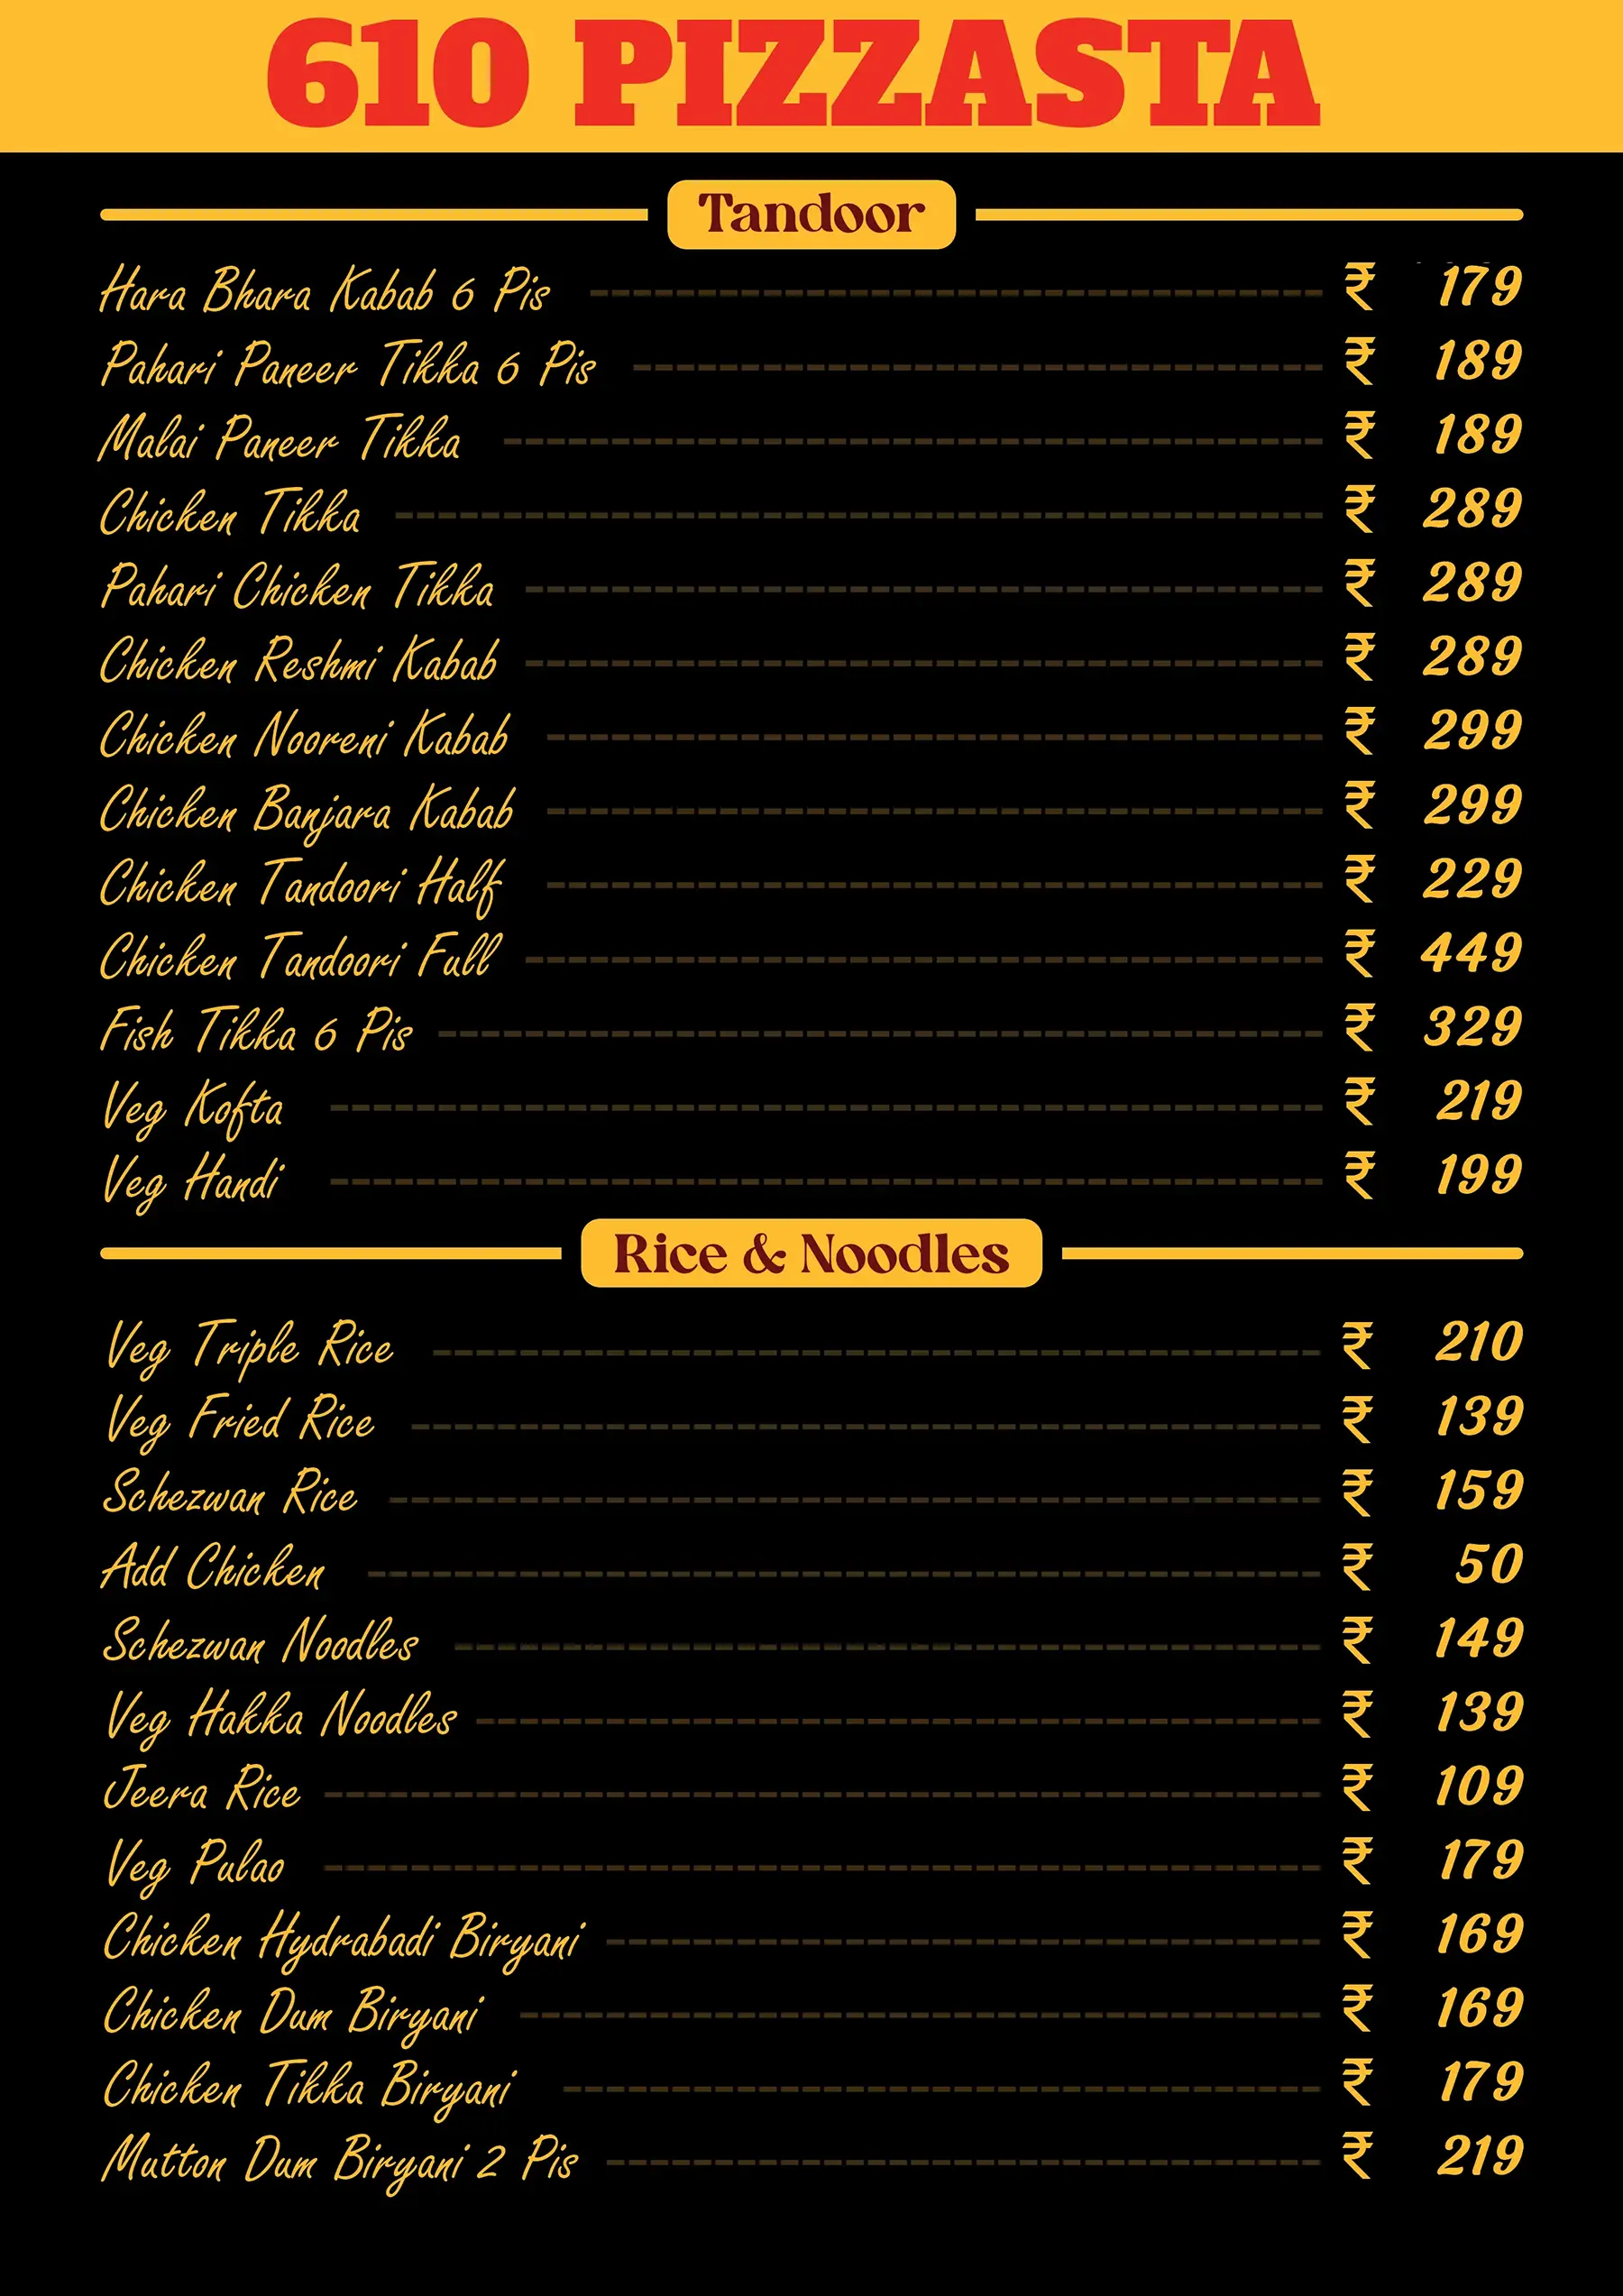 610 PIZZASTA
Tandoor
Hara Bhara Kabab 6 Pis ₹ 179
Pahari Paneer Tikka 6 Pis ₹ 189
Malai Paneer Tikka ₹ 189
Chicken Tikka ₹ 289
Pahari Chicken Tikka ₹ 289
Chicken Reshmi Kabab ₹ 289
Chicken Nooreni Kabab ₹ 299
Chicken Banjara Kabab ₹ 299
Chicken Tandoori Half ₹ 229
Chicken Tandoori Full ₹ 449
Fish Tikka 6 Pis ₹ 329
Veg Kofta ₹ 219
Veg Handi ₹ 199
Rice & Noodles
Veg Triple Rice ₹ 210
Veg Fried Rice ₹ 139
Schezwan Rice ₹ 159
Add Chicken ₹ 50
Schezwan Noodles ₹ 149
Veg Hakka Noodles ₹ 139
Jeera Rice ₹ 109
Veg Pulao ₹ 179
Chicken Hydrabadi Biryani ₹ 169
Chicken Dum Biryani ₹ 169
Chicken Tikka Biryani ₹ 179
Mutton Dum Biryani 2 Pis ₹ 219